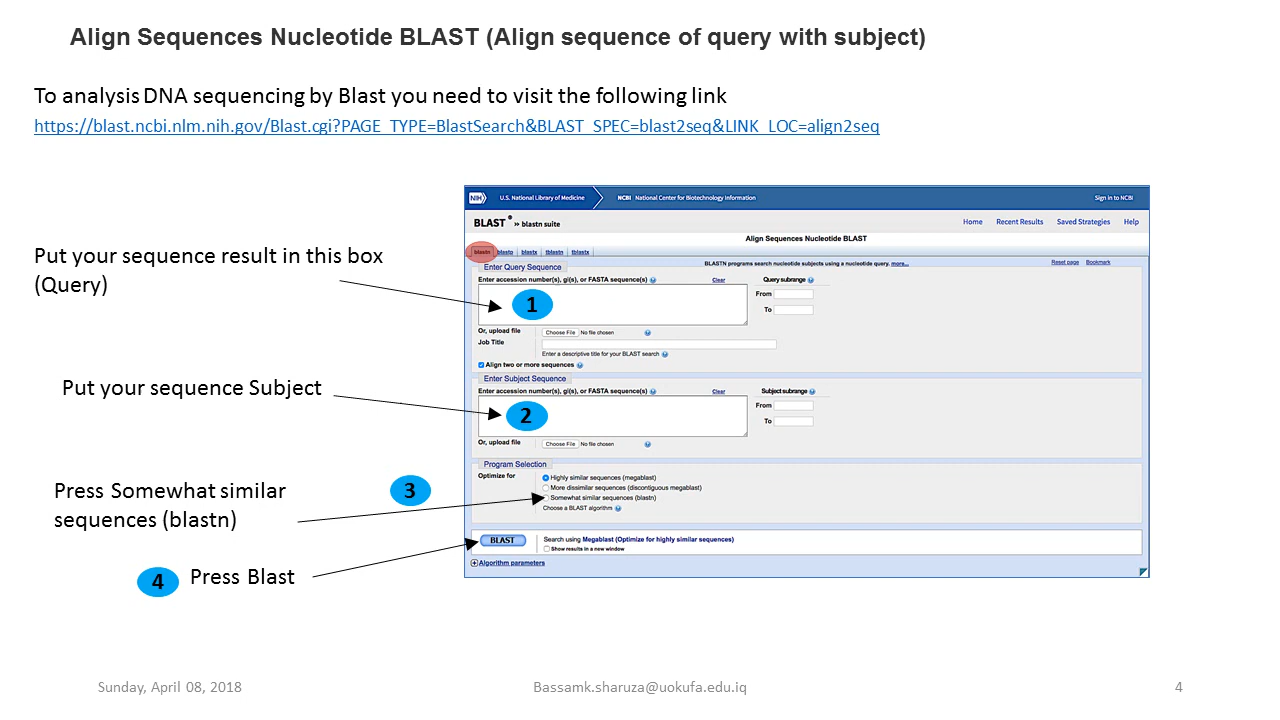 Align Sequences Nucleotide BLAST (Align sequence of query with subject)
To analysis DNA sequencing by Blast you need to visit the following link
https://blast.ncbi.nlm.nih.gov/Blast.cgi?PAGE_TYPE=BlastSearch&BLAST_SPEC=blast2seq&LINK_LOC=align2seq
Put your sequence result in this box
(Query)
Put your sequence Subject
Press Somewhat similar
sequences (blastn)
3
4
Press Blast
NIH U.S. National Library of Medicine NCBI National Center for Biotechnology Information Sign in to NCBI
BLAST ® » blastn suite Home Recent Results Saved Strategies Help
Align Sequences Nucleotide BLAST
blastn blastp blastx tblastn tblastx
Enter Query Sequence
BLASTN programs search nucleotide subjects using a nucleotide query. more...
Reset page Bookmark
Enter accession number(s), gi(s), or FASTA sequence(s) Clear Query subrange
1
From
To
Or, upload file Choose File No file chosen
Job Title
Enter a descriptive title for your BLAST search
Align two or more sequences
Enter Subject Sequence
Enter accession number(s), gi(s), or FASTA sequence(s) Clear Subject subrange
2
From
To
Or, upload file Choose File No file chosen
Program Selection
Optimize for Highly similar sequences (megablast)
More dissimilar sequences (discontiguous megablast)
Somewhat similar sequences (blastn)
Choose a BLAST algorithm
BLAST Search using Megablast (Optimize for highly similar sequences)
Show results in a new window
Algorithm parameters
Sunday, April 08, 2018
Bassamk.sharuza@uokufa.edu.iq
4